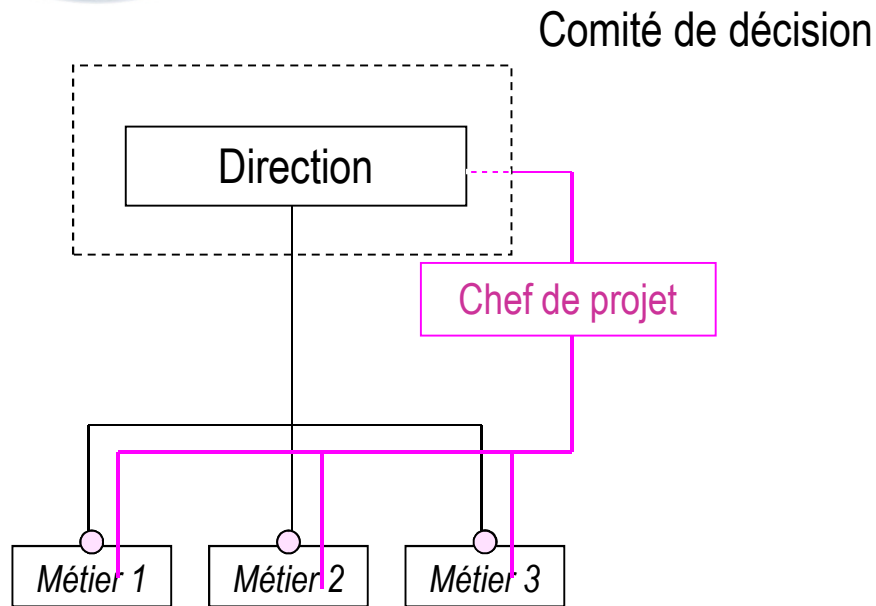 Comité de décision
Direction
Chef de projet
Métier 1
Métier 2
Métier 3